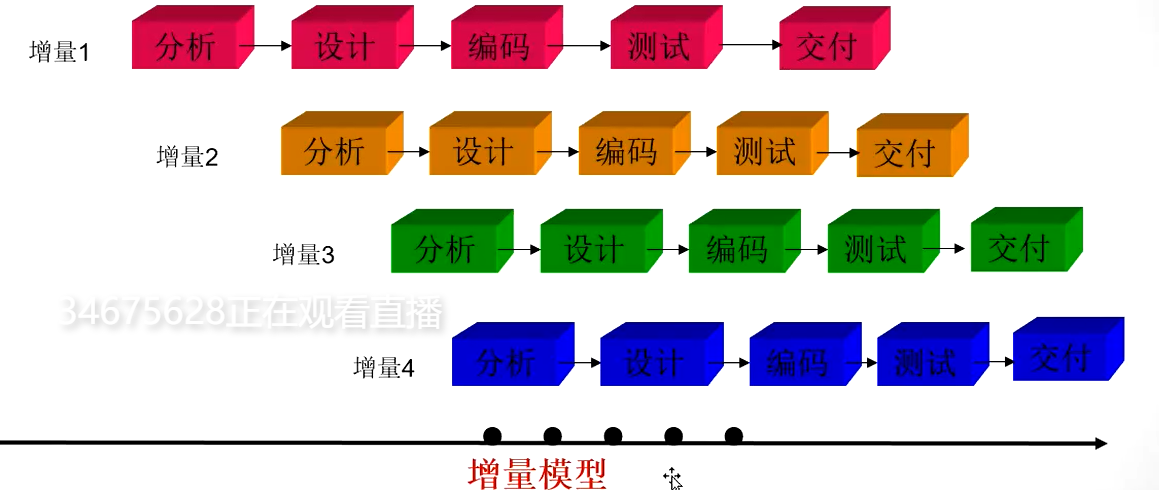 增量1 分析 设计 编码 测试 交付
增量2 分析 设计 编码 测试 交付
增量3 分析 设计 编码 测试 交付
34675628正在观看直播
增量4 分析 设计 编码 测试 交付
增量模型